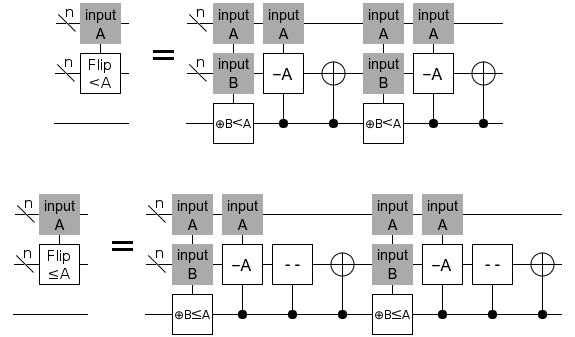 n input A = n input A input A input A input A
n Flip <A n input B −A input B −A
⊕B<A ⊕B<A
n input A = n input A input A input A input A
n Flip ≤A n input B −A -- input B −A --
⊕B≤A ⊕B≤A